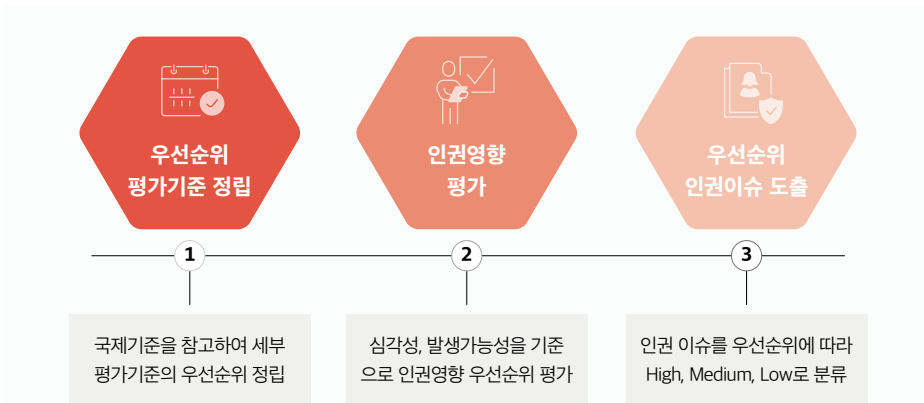 우선순위
평가기준 정립
인권영향
평가
우선순위
인권이슈 도출
1
2
3
국제기준을 참고하여 세부
평가기준의 우선순위 정립
심각성, 발생가능성을 기준
으로 인권영향 우선순위 평가
인권 이슈를 우선순위에 따라
High, Medium, Low로 분류